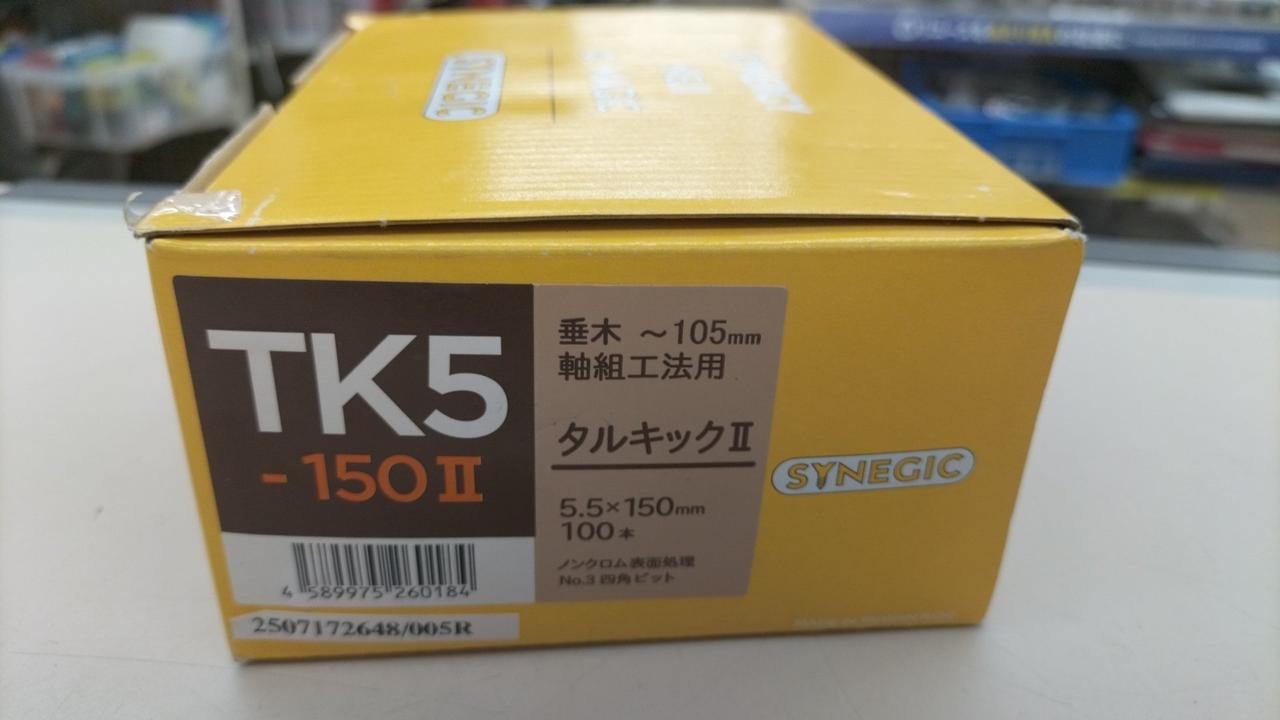 SYNEGIC
TK5
-150Ⅱ
垂木 ～105mm
軸組工法用
タルキックⅡ
5.5×150mm
100本
ノンクロム表面処理
No.3 四角ビット
SYNEGIC
4 589975 260184
2507172648/005R